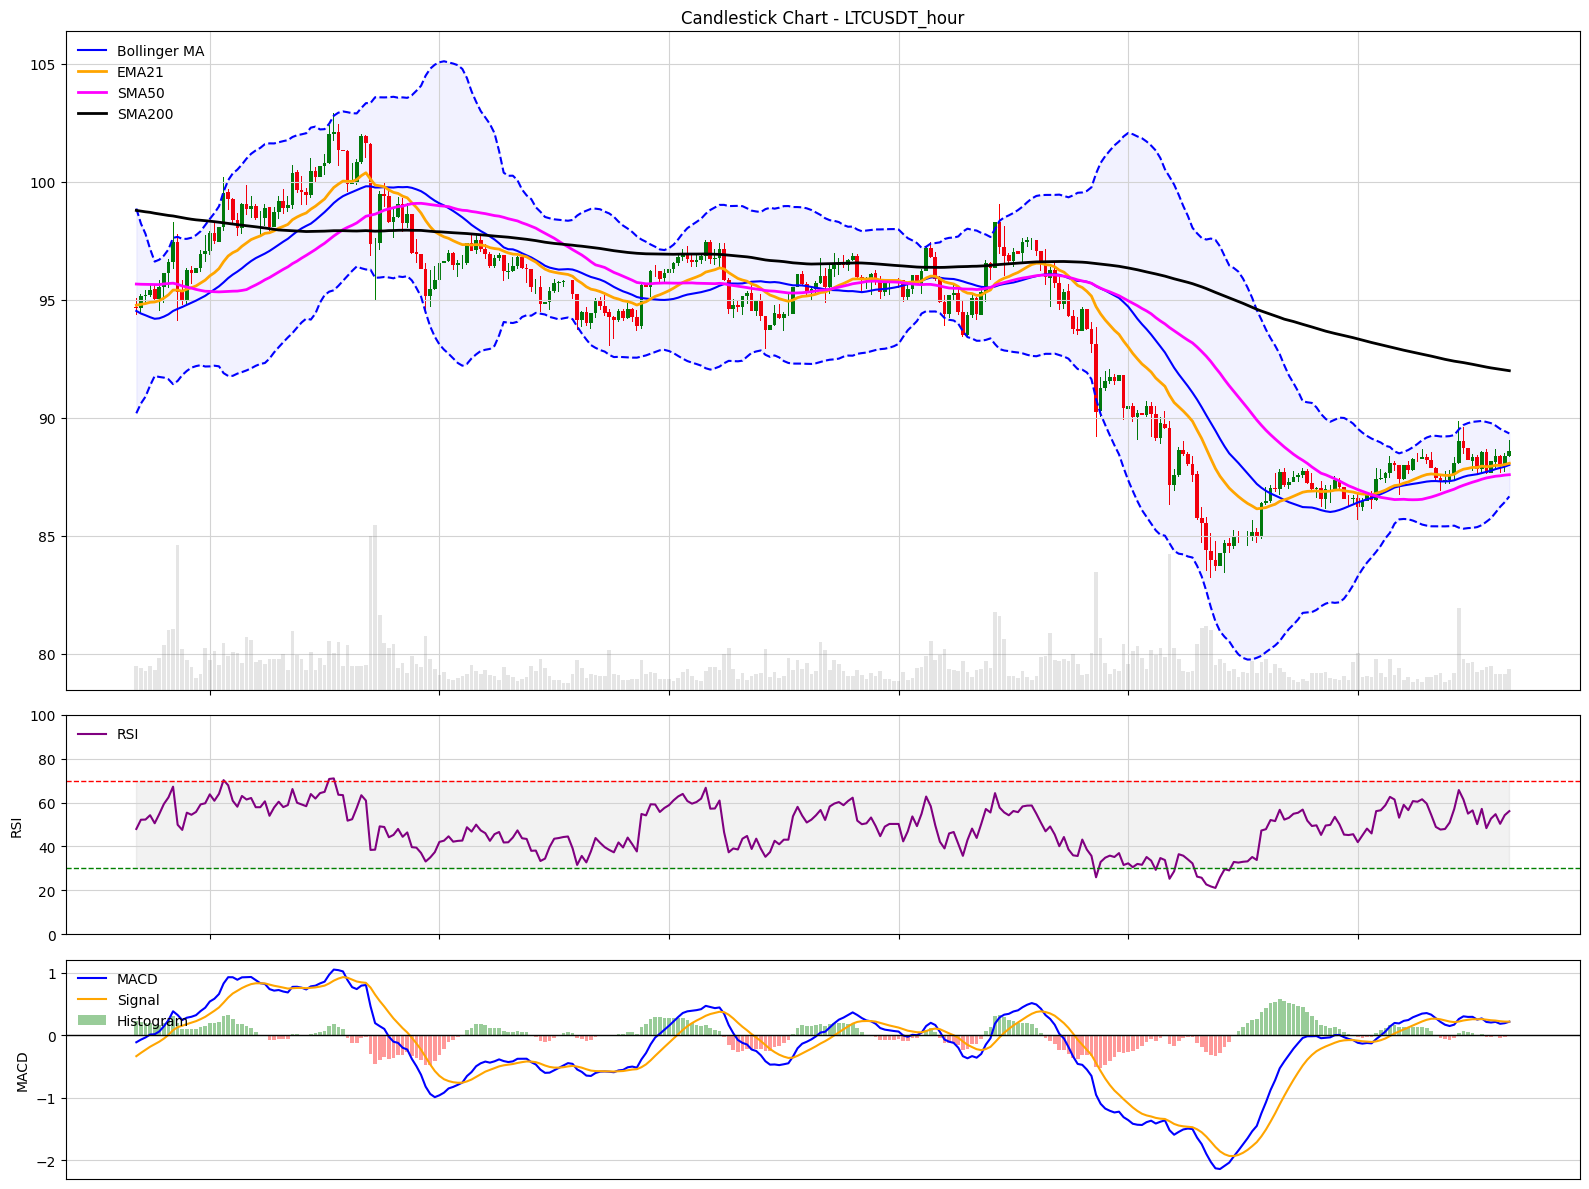 Candlestick Chart - LTCUSDT_hour
Bollinger MA
EMA21
SMA50
SMA200
105
100
95
90
85
80
RSI
100
80
60
40
20
0
RSI
MACD
Signal
Histogram
1
0
−1
−2
MACD